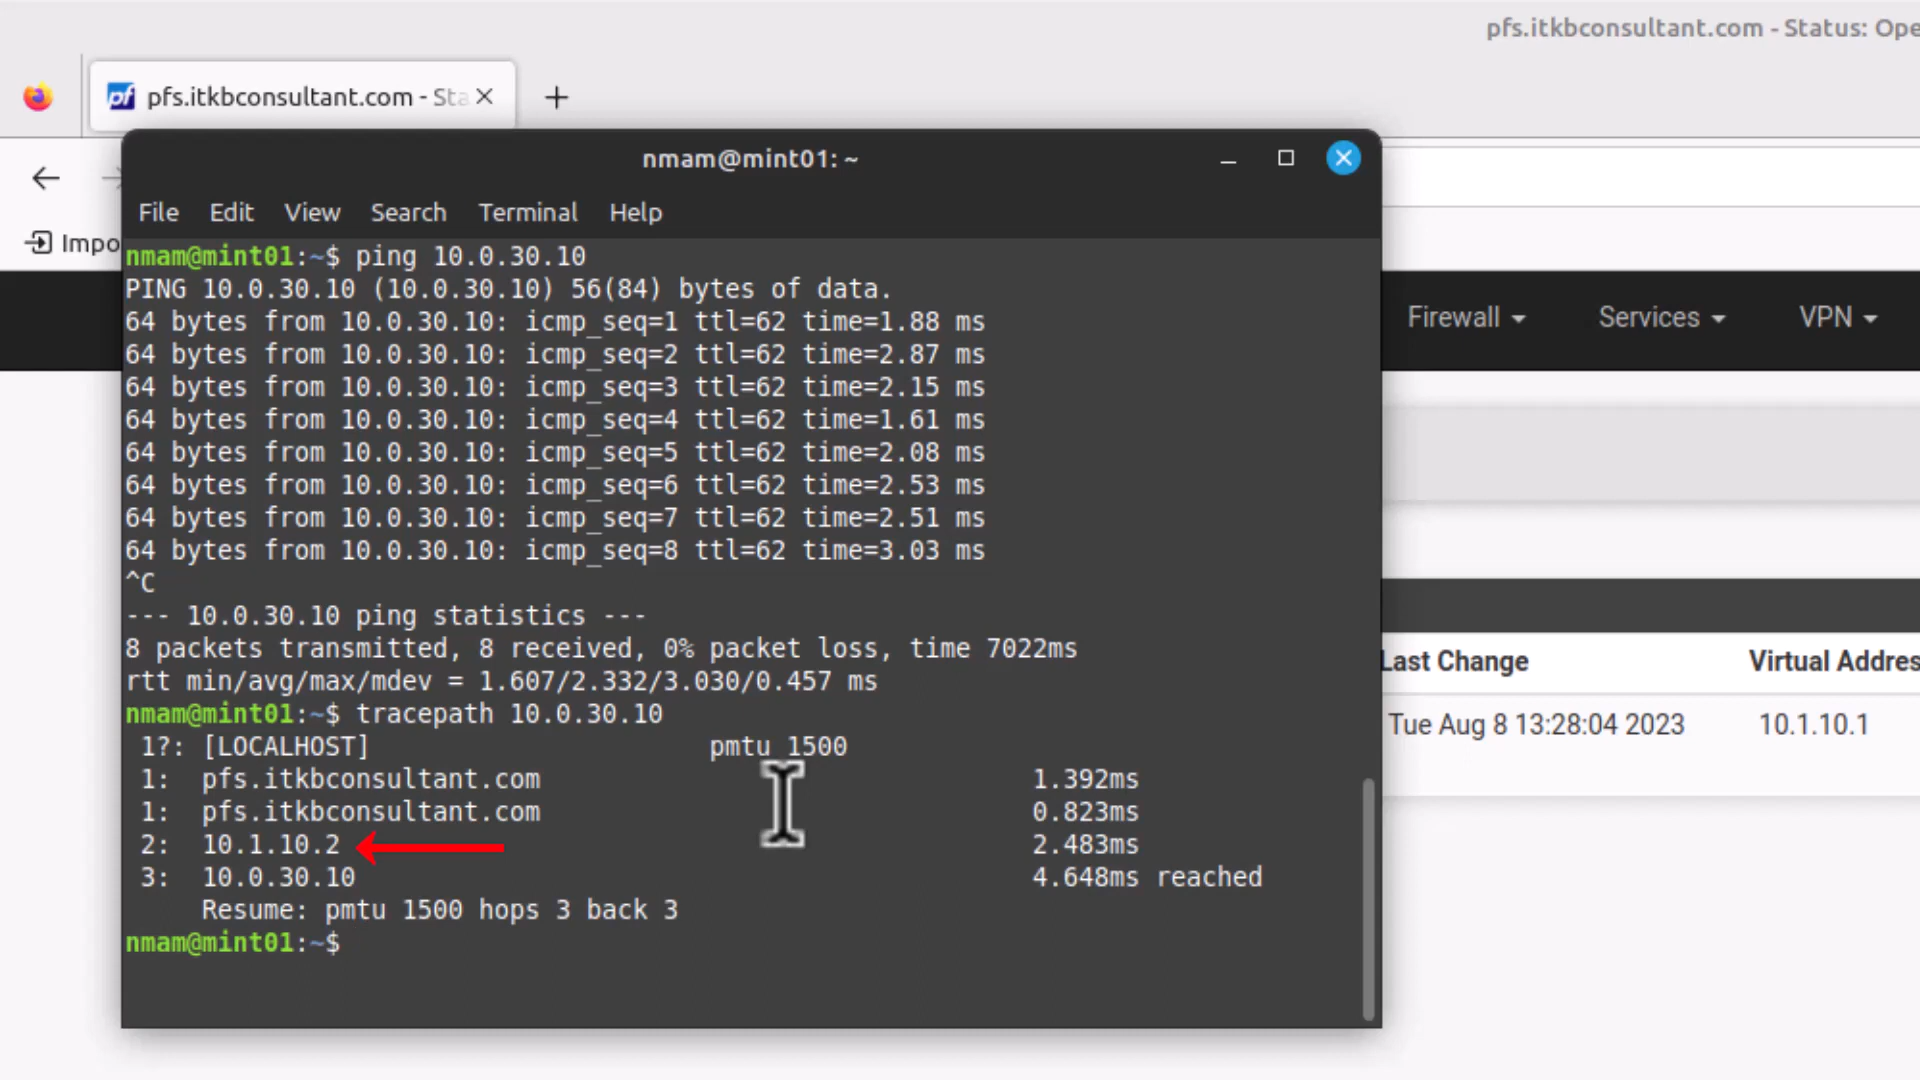 pfs.itkbconsultant.com - Status: Ope
pfs.itkbconsultant.com - Sta
nmam@mint01: ~
Impo
File Edit View Search Terminal Help
Firewall Services VPN
nmam@mint01:~$ ping 10.0.30.10
PING 10.0.30.10 (10.0.30.10) 56(84) bytes of data.
64 bytes from 10.0.30.10: icmp_seq=1 ttl=62 time=1.88 ms
64 bytes from 10.0.30.10: icmp_seq=2 ttl=62 time=2.87 ms
64 bytes from 10.0.30.10: icmp_seq=3 ttl=62 time=2.15 ms
64 bytes from 10.0.30.10: icmp_seq=4 ttl=62 time=1.61 ms
64 bytes from 10.0.30.10: icmp_seq=5 ttl=62 time=2.08 ms
64 bytes from 10.0.30.10: icmp_seq=6 ttl=62 time=2.53 ms
64 bytes from 10.0.30.10: icmp_seq=7 ttl=62 time=2.51 ms
64 bytes from 10.0.30.10: icmp_seq=8 ttl=62 time=3.03 ms
^C
--- 10.0.30.10 ping statistics ---
8 packets transmitted, 8 received, 0% packet loss, time 7022ms
rtt min/avg/max/mdev = 1.607/2.332/3.030/0.457 ms
nmam@mint01:~$ tracepath 10.0.30.10
1?: [LOCALHOST] pmtu 1500
1: pfs.itkbconsultant.com 1.392ms
1: pfs.itkbconsultant.com 0.823ms
2: 10.1.10.2 2.483ms
3: 10.0.30.10 4.648ms reached
Resume: pmtu 1500 hops 3 back 3
nmam@mint01:~$
Last Change Virtual Addres
Tue Aug 8 13:28:04 2023 10.1.10.1